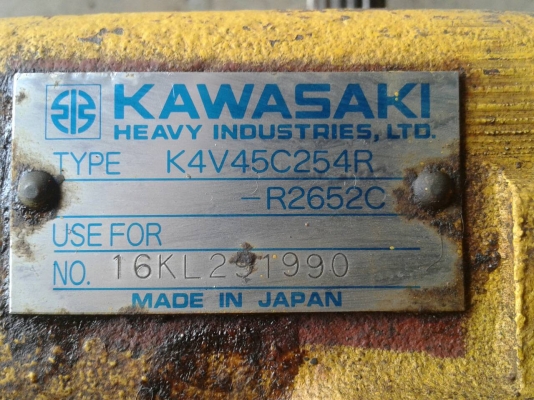 KAWASAKI
HEAVY INDUSTRIES, LTD.
TYPE K4V45C254R
-R2652C
USE FOR
NO. 16KL291990
MADE IN JAPAN